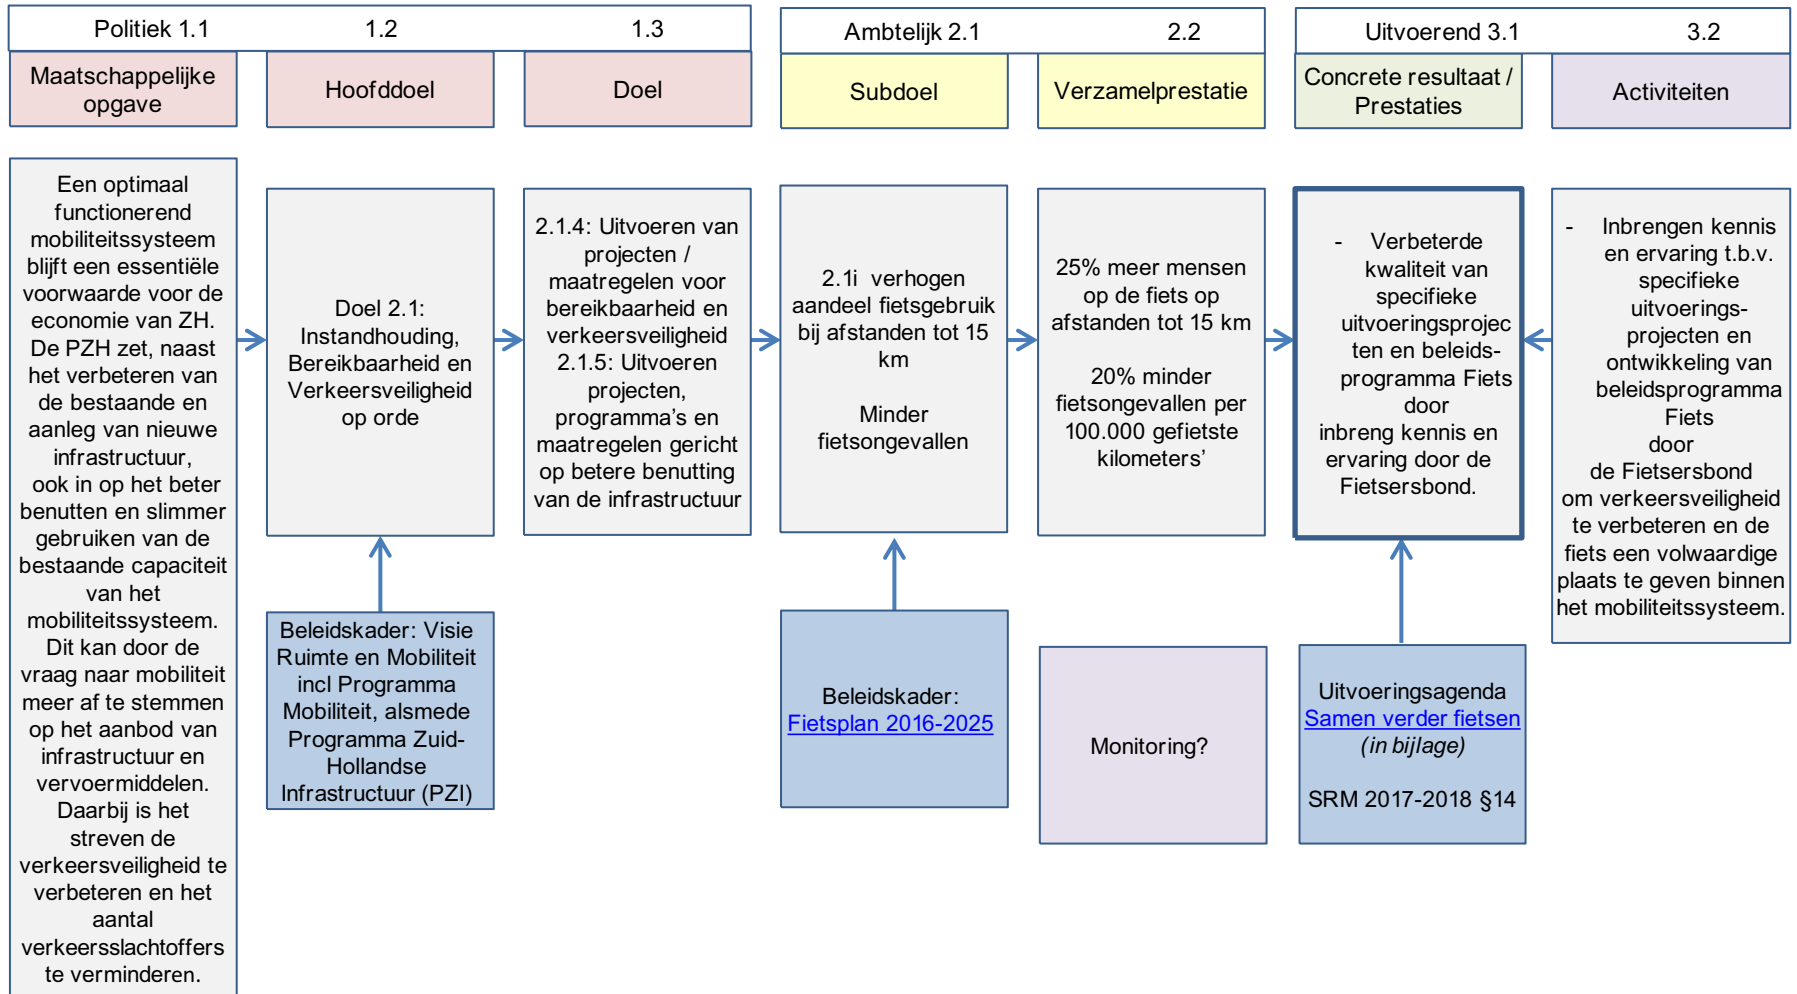 Politiek 1.1
1.2
1.3
Ambtelijk 2.1
2.2
Uitvoerend 3.1
3.2
Maatschappelijke
opgave
Hoofddoel
Doel
Subdoel
Verzamelprestatie
Concrete resultaat /
Prestaties
Activiteiten
Een optimaal
functionerend
mobiliteitssysteem
blijft een essentiële
voorwaarde voor de
economie van ZH.
De PZH zet, naast
het verbeteren van
de bestaande en
aanleg van nieuwe
infrastructuur,
ook in op het beter
benutten en slimmer
gebruiken van de
bestaande capaciteit
van het
mobiliteitssysteem.
Dit kan door de
vraag naar mobiliteit
meer af te stemmen
op het aanbod van
infrastructuur en
vervoermiddelen.
Daarbij is het
streven de
verkeersveiligheid te
verbeteren en het
aantal
verkeersslachtoffers
te verminderen.
Doel 2.1:
Instandhouding,
Bereikbaarheid en
Verkeersveiligheid
op orde
2.1.4: Uitvoeren van
projecten /
maatregelen voor
bereikbaarheid en
verkeersveiligheid
2.1.5: Uitvoeren
projecten,
programma's en
maatregelen gericht
op betere benutting
van de infrastructuur
2.1i verhogen
aandeel fietsgebruik
bij afstanden tot 15
km
Minder
fietsongevallen
25% meer mensen
op de fiets op
afstanden tot 15 km
20% minder
fietsongevallen per
100.000 gefietste
kilometers’
- Verbeterde
kwaliteit van
specifieke
uitvoeringsprojec
ten en beleids-
programma Fiets
door
inbreng kennis en
ervaring door de
Fietsersbond.
- Inbrengen kennis
en ervaring t.b.v.
specifieke
uitvoerings-
projecten en
ontwikkeling van
beleidsprogramma
Fiets
door
de Fietsersbond
om verkeersveiligheid
te verbeteren en de
fiets een volwaardige
plaats te geven binnen
het mobiliteitssysteem.
Beleidskader: Visie
Ruimte en Mobiliteit
incl Programma
Mobiliteit, alsmede
Programma Zuid-
Hollandse
Infrastructuur (PZI)
Beleidskader:
Fietsplan 2016-2025
Monitoring?
Uitvoeringsagenda
Samen verder fietsen
(in bijlage)
SRM 2017-2018 §14